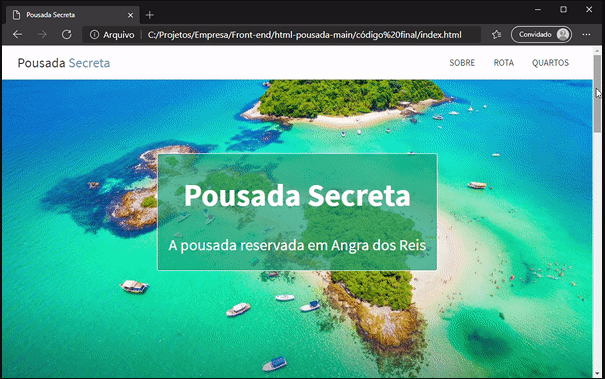 Pousada Secreta
Arquivo | C:/Projetos/Empresa/Front-end/html-pousada-main/código%20final/index.html
Convidado
Pousada Secreta
SOBRE ROTA QUARTOS
Pousada Secreta
A pousada reservada em Angra dos Reis